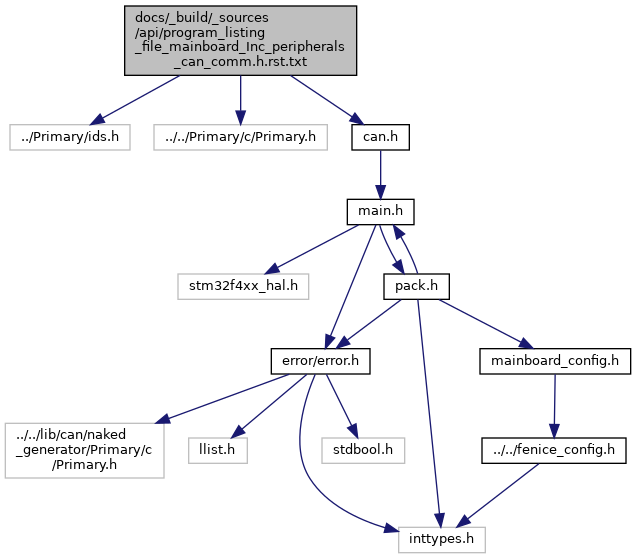 docs/_build/_sources
/api/program_listing
_file_mainboard_Inc_peripherals
_can_comm.h.rst.txt
../Primary/ids.h
../../Primary/c/Primary.h
can.h
main.h
stm32f4xx_hal.h
pack.h
error/error.h
mainboard_config.h
../../lib/can/naked
_generator/Primary/c
/Primary.h
llist.h
stdbool.h
../../fenice_config.h
inttypes.h